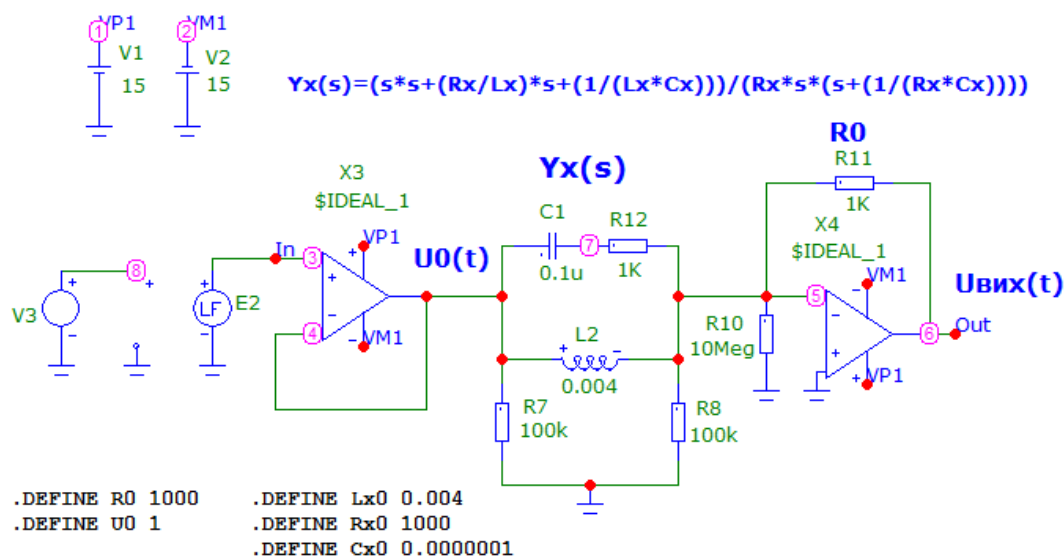 VP1
1
V1
15
VM1
2
V2
15
Yx(s)=(s*s+(Rx/Lx)*s+(1/(Lx*Cx)))/(Rx*s*(s+(1/(Rx*Cx))))
R0
R11
1K
Yx(s)
X3
$IDEAL_1
C1
R12
7
0.1u
1K
X4
$IDEAL_1
VP1
U0(t)
In
3
4
VM1
8
V3
LF
E2
L2
0.004
R7
100k
R8
100k
R10
10Meg
5
VM1
Uвих(t)
6
Out
VP1
.DEFINE R0 1000
.DEFINE U0 1
.DEFINE Lx0 0.004
.DEFINE Rx0 1000
.DEFINE Cx0 0.0000001